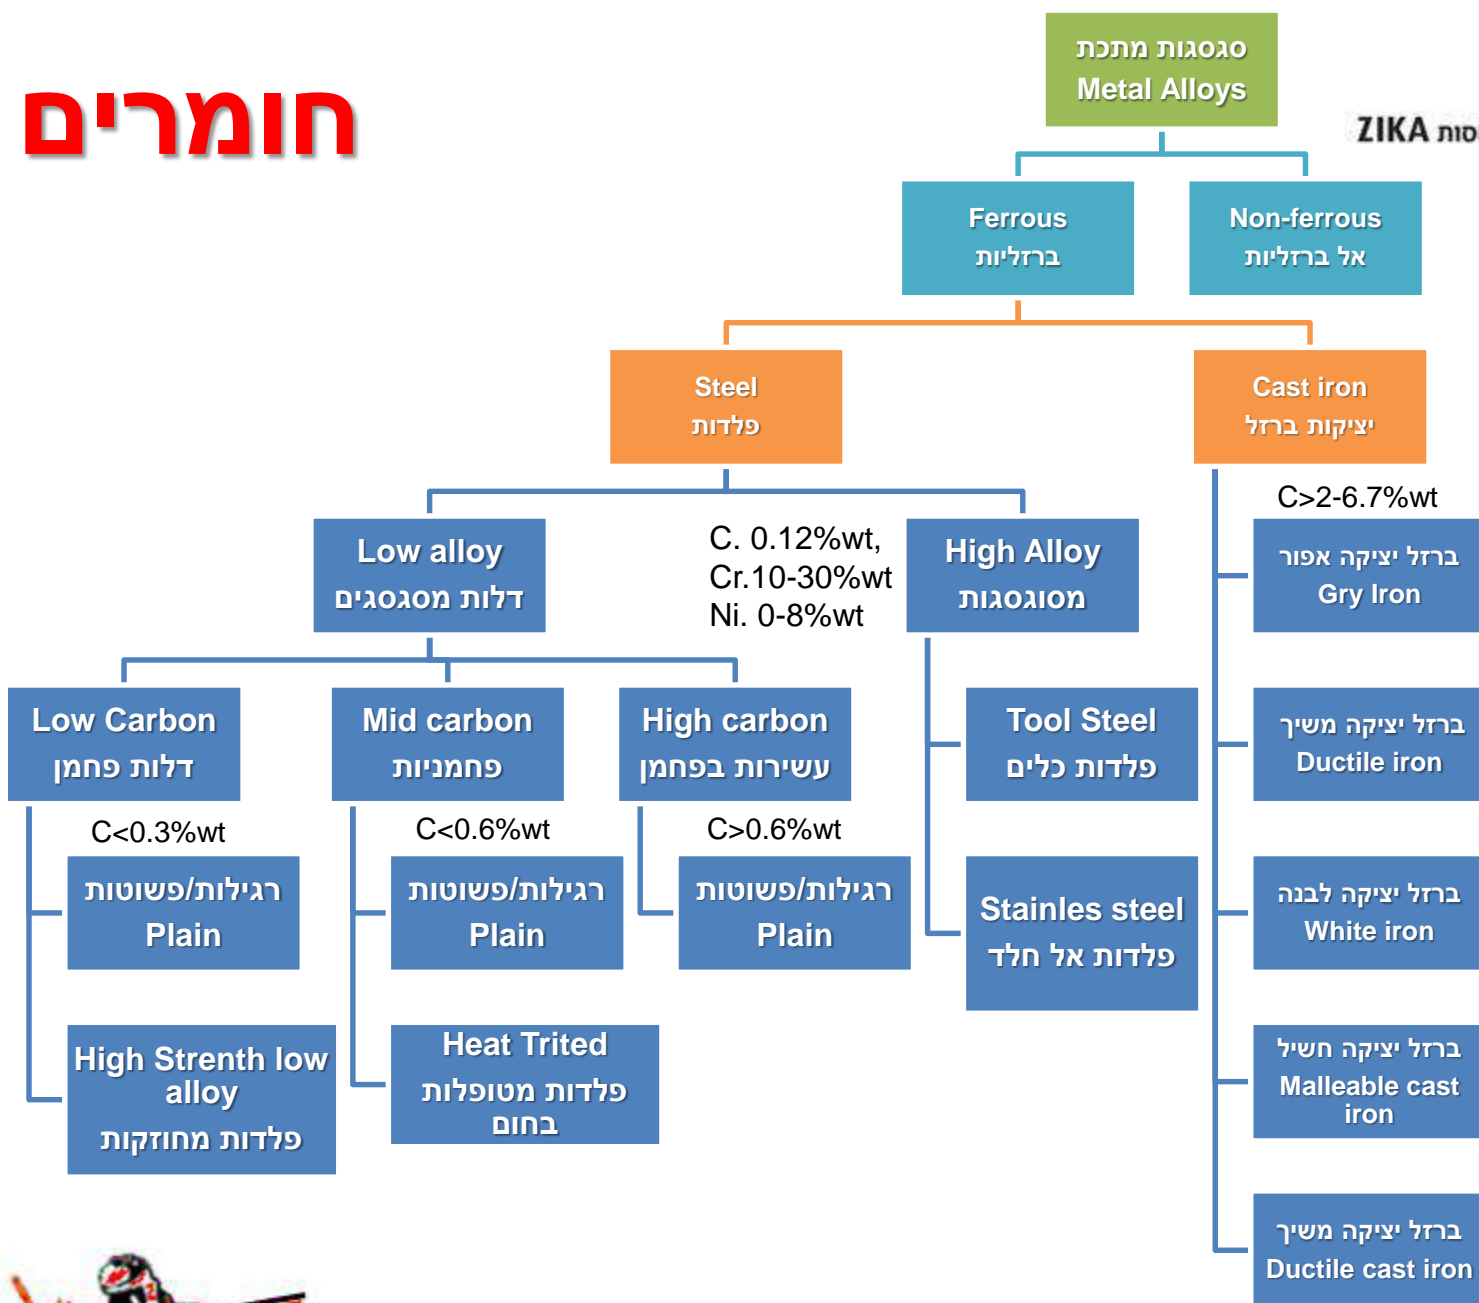 חומרים
סגסגות מתכת
Metal Alloys
ZIKA
Ferrous
ברזליות
Non-ferrous
אל ברזליות
Steel
פלדות
Cast iron
יציקות ברזל
C>2-6.7%wt
Low alloy
דלות מסגסגים
C. 0.12%wt,
Cr.10-30%wt
Ni. 0-8%wt
High Alloy
מסוגסגות
ברזל יציקה אפור
Gry Iron
Low Carbon
דלות פחמן
Mid carbon
פחמניות
High carbon
עשירות בפחמן
Tool Steel
פלדות כלים
ברזל יציקה משיך
Ductile iron
C<0.3%wt
C<0.6%wt
C>0.6%wt
רגילות/פשוטות
Plain
רגילות/פשוטות
Plain
רגילות/פשוטות
Plain
Stainles steel
פלדות אל חלד
ברזל יציקה לבנה
White iron
High Strenth low
alloy
פלדות מחוזקות
Heat Trited
פלדות מטופלות
בחום
ברזל יציקה חשיל
Malleable cast
iron
ברזל יציקה משיך
Ductile cast iron